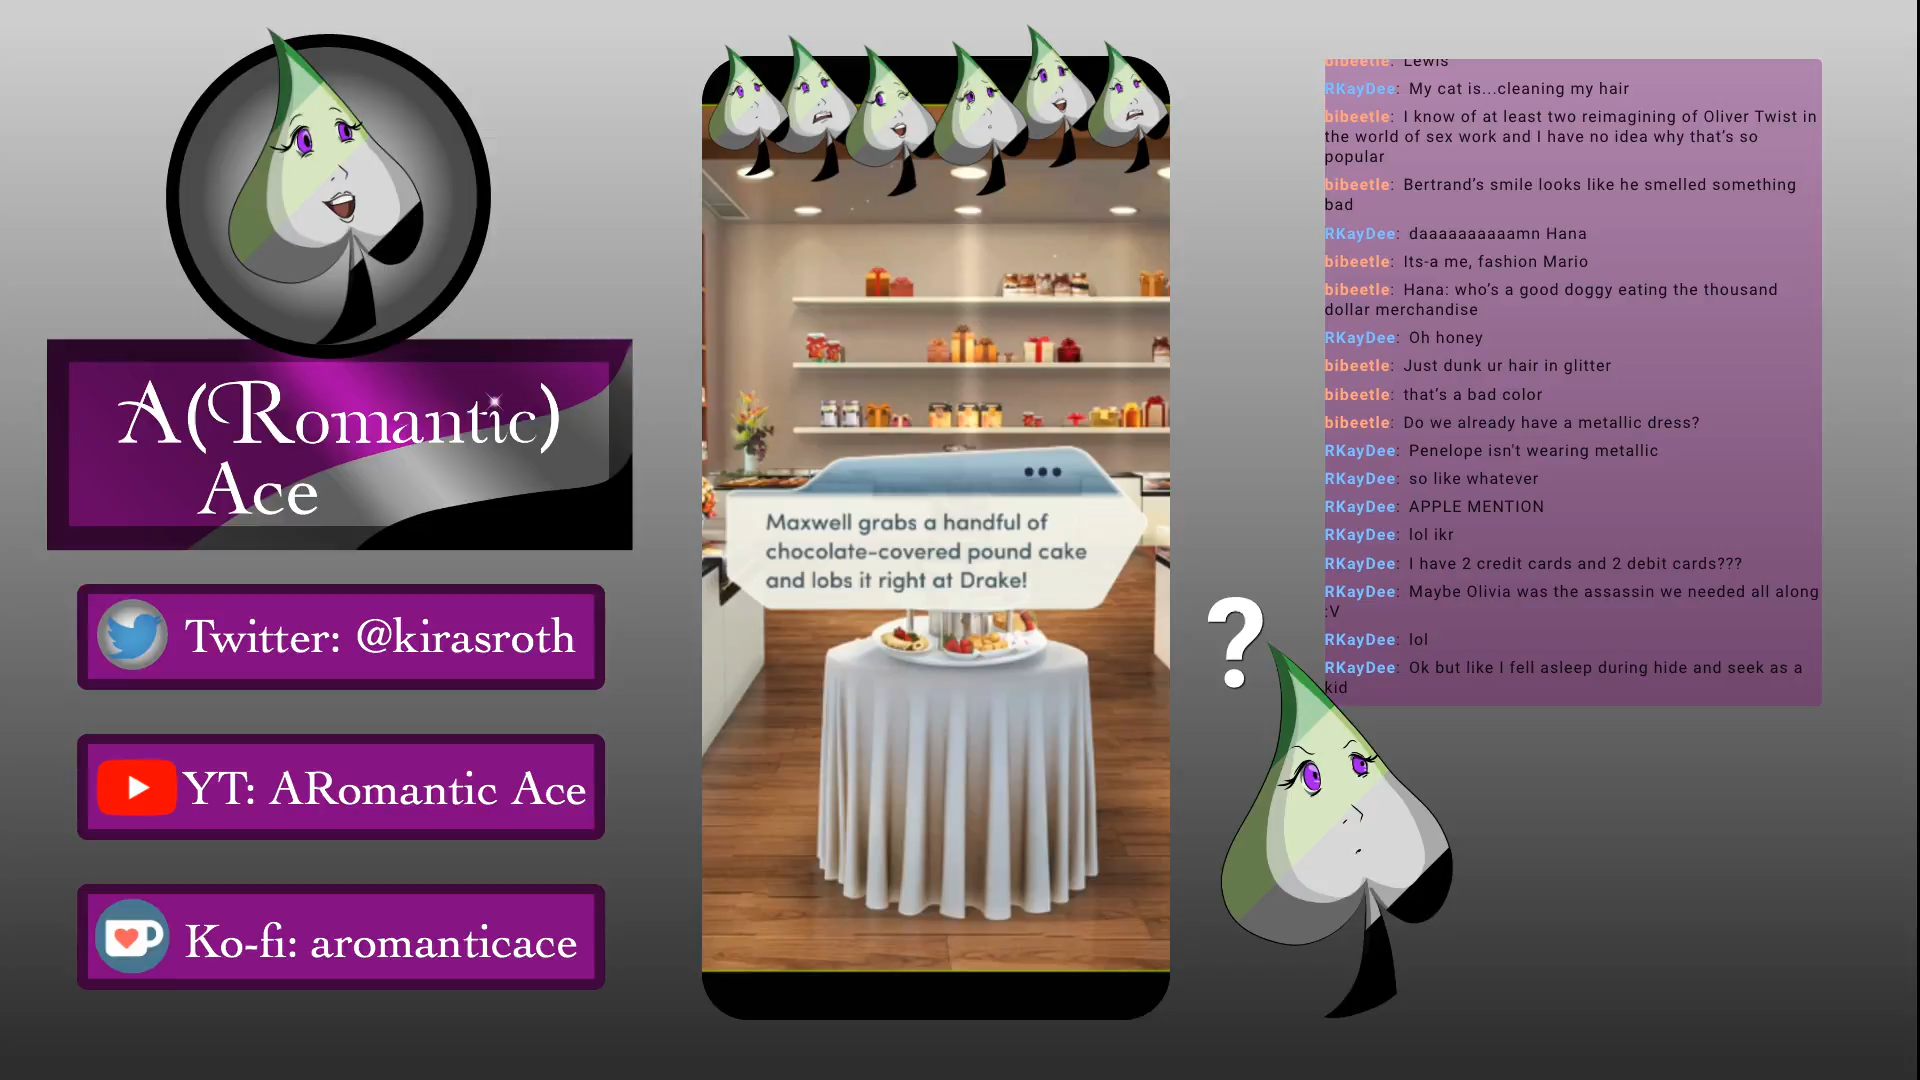 A(Romantic)
Ace
Twitter: @kirasroth
YT: ARomantic Ace
Ko-fi: aromanticace
Maxwell grabs a handful of
chocolate-covered pound cake
and lobs it right at Drake!
?
bibeetle: Lewis
RKayDee: My cat is...cleaning my hair
bibeetle: I know of at least two reimagining of Oliver Twist in
the world of sex work and I have no idea why that's so
popular
bibeetle: Bertrand's smile looks like he smelled something
bad
RKayDee: daaaaaaaaaamn Hana
bibeetle: Its-a me, fashion Mario
bibeetle: Hana: who's a good doggy eating the thousand
dollar merchandise
RKayDee: Oh honey
bibeetle: Just dunk ur hair in glitter
bibeetle: that's a bad color
bibeetle: Do we already have a metallic dress?
RKayDee: Penelope isn't wearing metallic
RKayDee: so like whatever
RKayDee: APPLE MENTION
RKayDee: lol ikr
RKayDee: I have 2 credit cards and 2 debit cards???
RKayDee: Maybe Olivia was the assassin we needed all along
:V
RKayDee: lol
RKayDee: Ok but like I fell asleep during hide and seek as a
kid